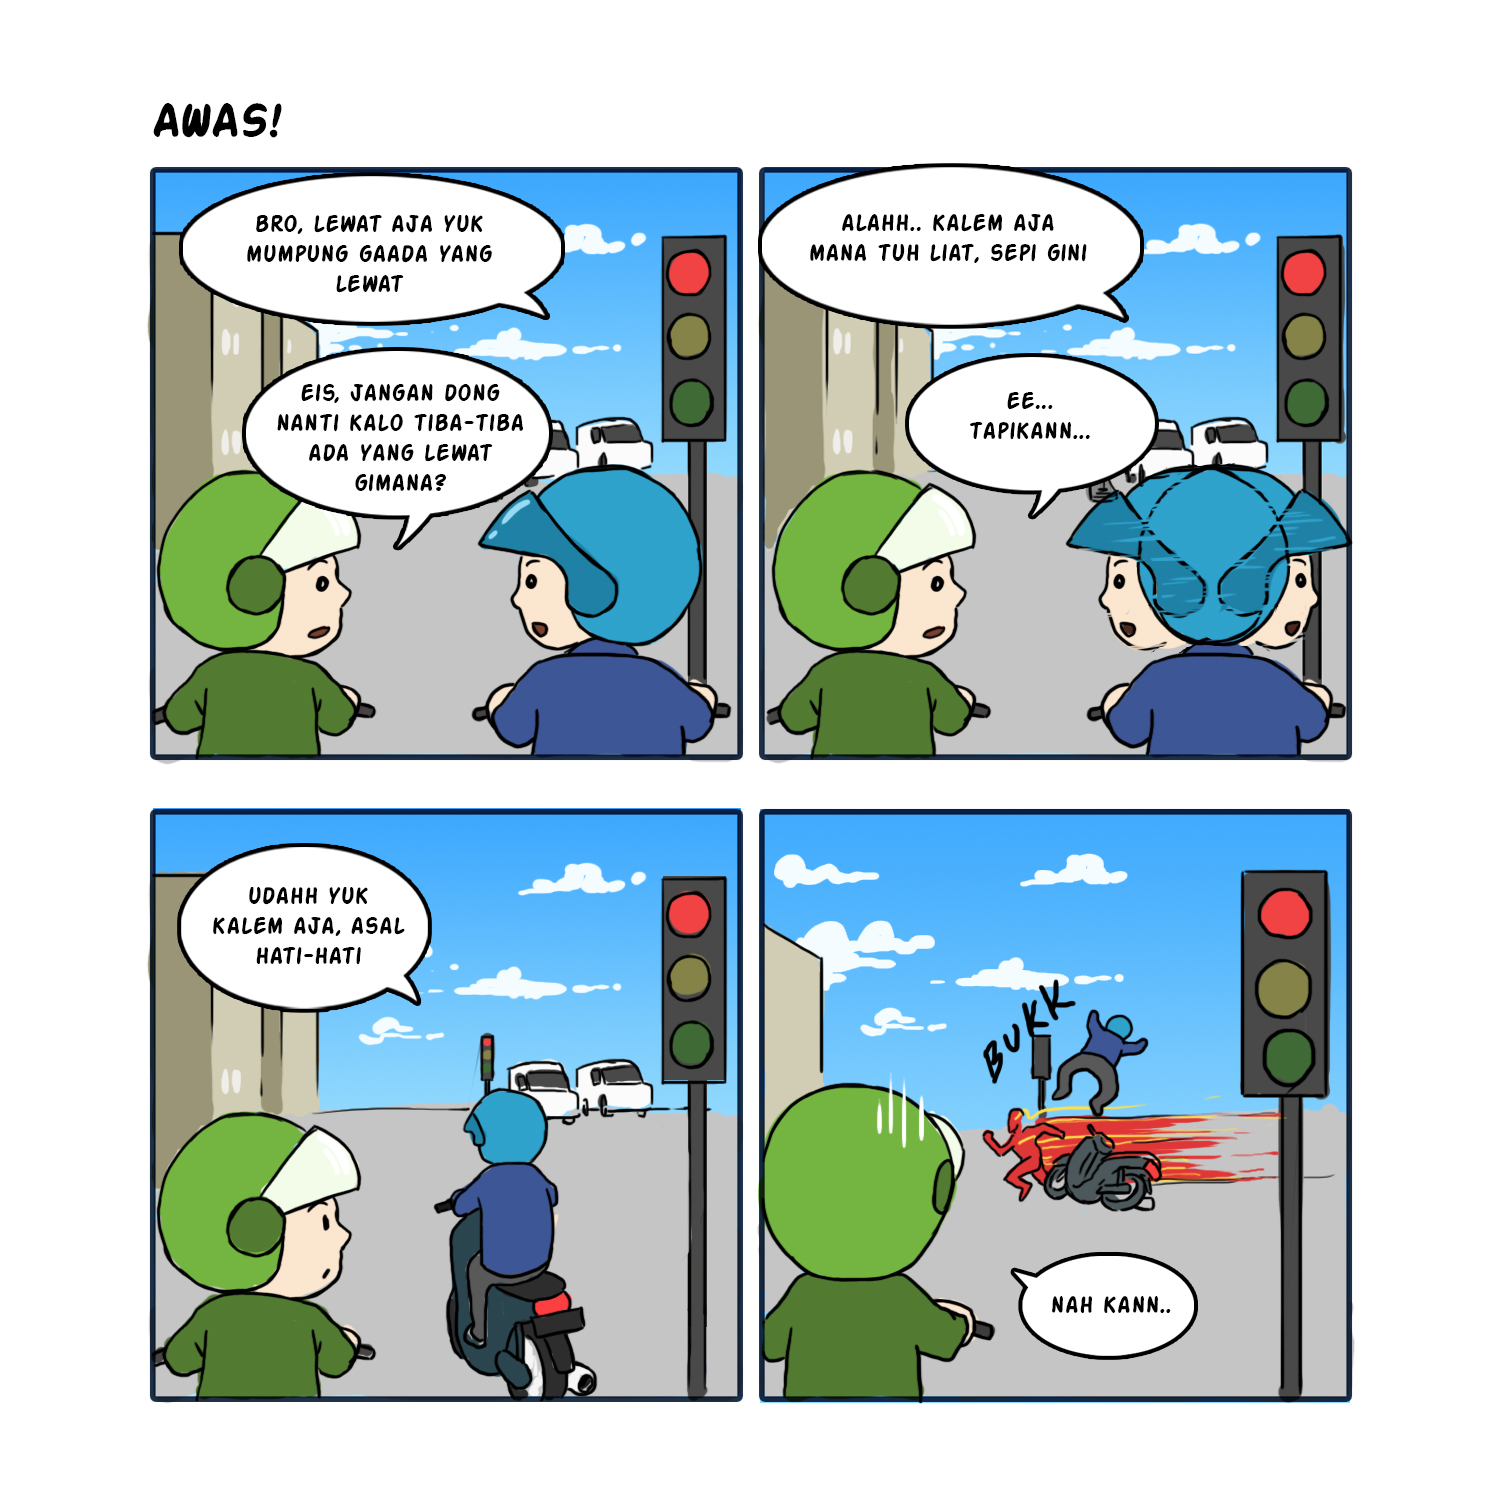 AWAS!
BRO, LEWAT AJA YUK
MUMPUNG GAADA YANG
LEWAT
EIS, JANGAN DONG
NANTI KALO TIBA-TIBA
ADA YANG LEWAT
GIMANA?
ALAHH.. KALEM AJA
MANA TUH LIAT, SEPI GINI
EE...
TAPIKANN...
UDAHH YUK
KALEM AJA, ASAL
HATI-HATI
BUKK
NAH KANN..